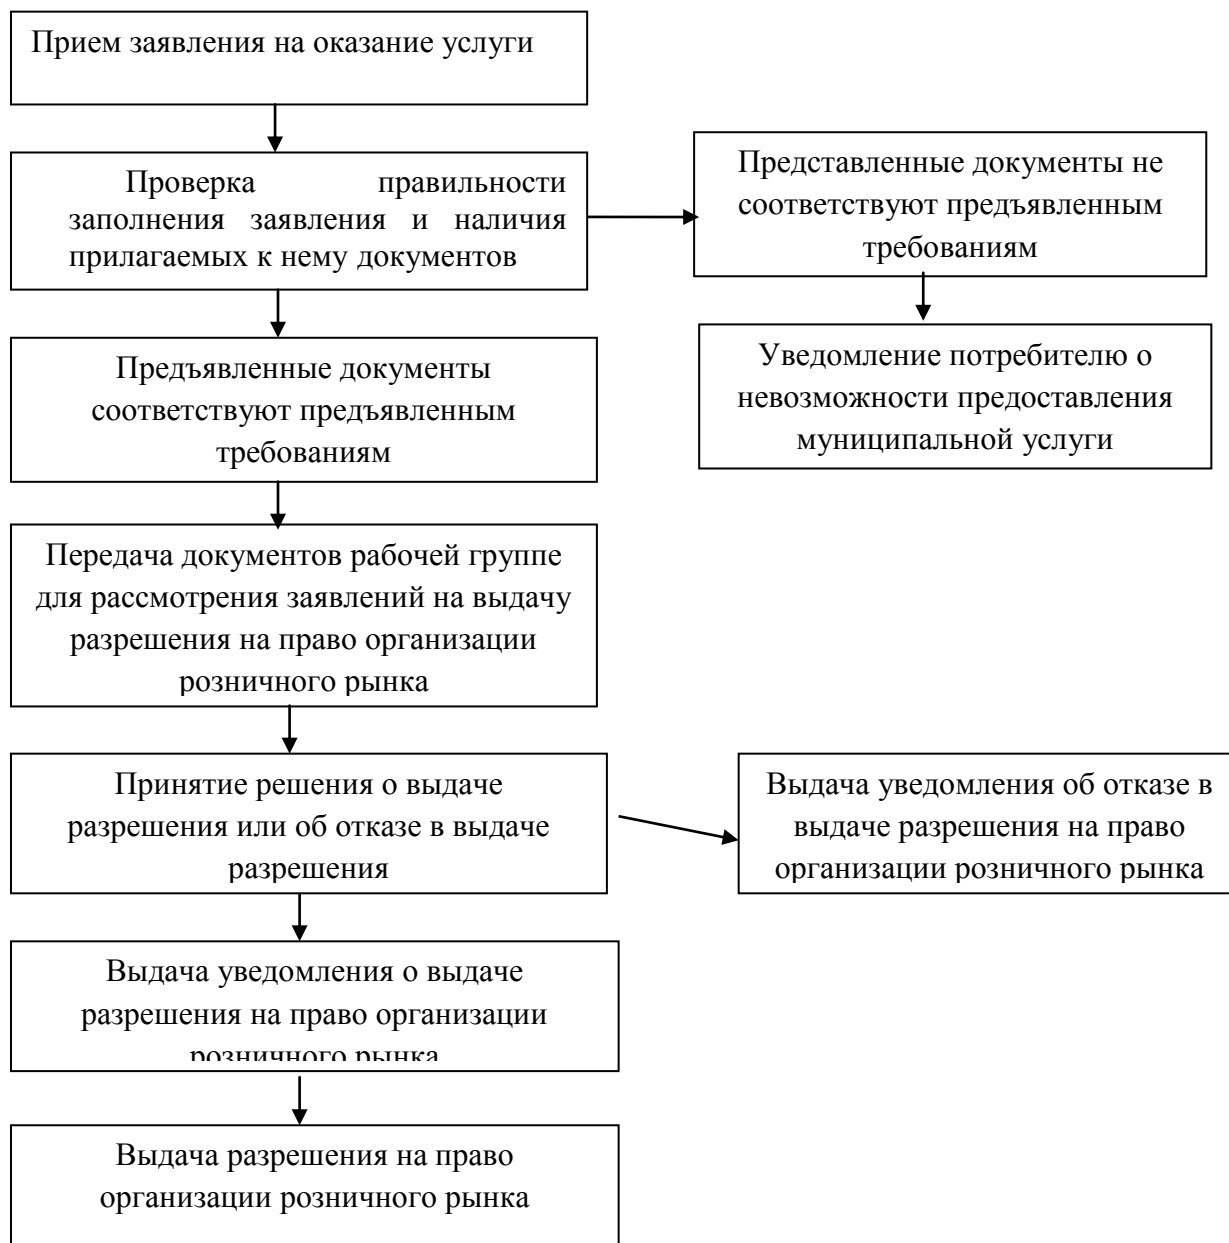 Прием заявления на оказание услуги
Проверка правильности
заполнения заявления и наличия
прилагаемых к нему документов
Представленные документы не
соответствуют предъявленным
требованиям
Уведомление потребителю о
невозможности предоставления
муниципальной услуги
Предъявленные документы
соответствуют предъявленным
требованиям
Передача документов рабочей группе
для рассмотрения заявлений на выдачу
разрешения на право организации
розничного рынка
Принятие решения о выдаче
разрешения или об отказе в выдаче
разрешения
Выдача уведомления об отказе в
выдаче разрешения на право
организации розничного рынка
Выдача уведомления о выдаче
разрешения на право организации
розничного рынка
Выдача разрешения на право
организации розничного рынка